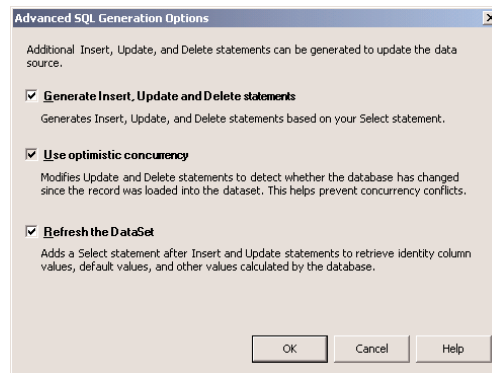 Advanced SQL Generation Options
Additional Insert, Update, and Delete statements can be generated to update the data
source.
Generate Insert, Update and Delete statements
Generates Insert, Update, and Delete statements based on your Select statement.
Use optimistic concurrency
Modifies Update and Delete statements to detect whether the database has changed
since the record was loaded into the dataset. This helps prevent concurrency conflicts.
Refresh the DataSet
Adds a Select statement after Insert and Update statements to retrieve identity column
values, default values, and other values calculated by the database.
OK Cancel Help